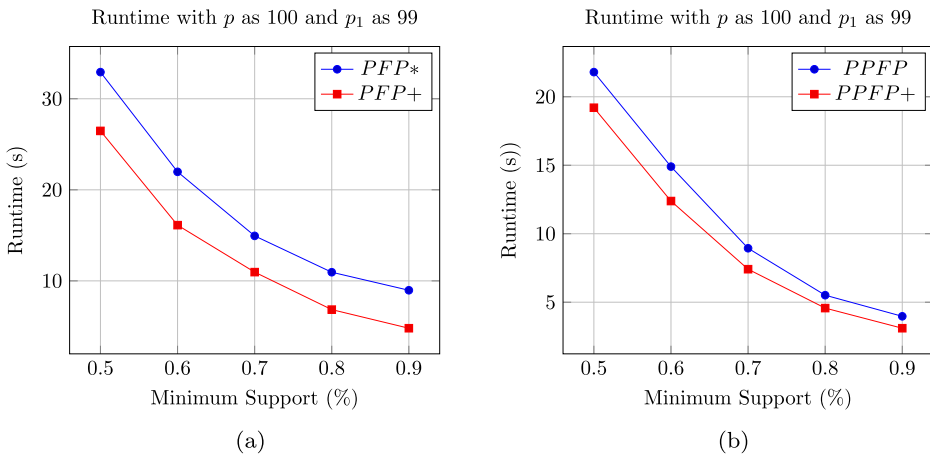 Runtime with p as 100 and p₁ as 99
PFP∗
PFP+
30
20
10
Runtime (s)
0.5 0.6 0.7 0.8 0.9
Minimum Support (%)
(a)
Runtime with p as 100 and p₁ as 99
PPFP
PPFP+
20
15
10
5
Runtime (s))
0.5 0.6 0.7 0.8 0.9
Minimum Support (%)
(b)